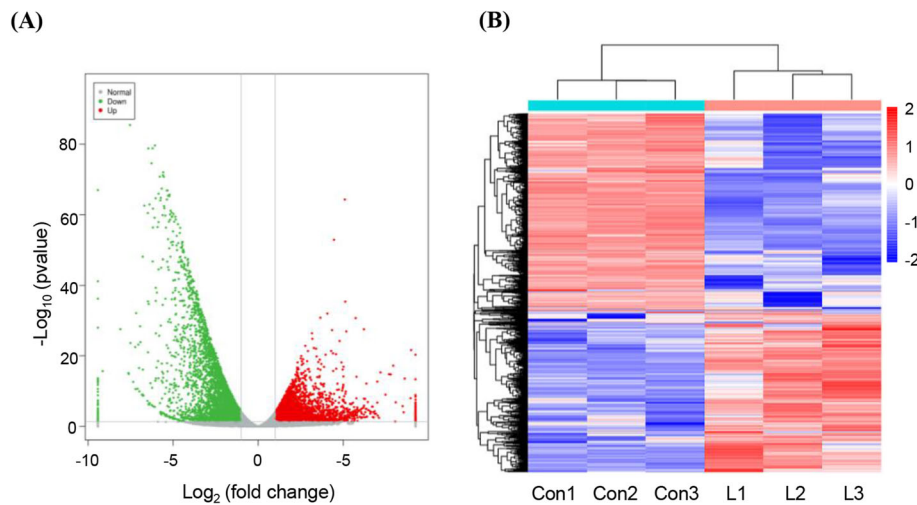 (A)
Normal
Down
Up
80
60
40
20
0
-Log10 (pvalue)
-10 -5 0 -5
Log2 (fold change)
(B)
2
1
0
-1
-2
Con1 Con2 Con3 L1 L2 L3